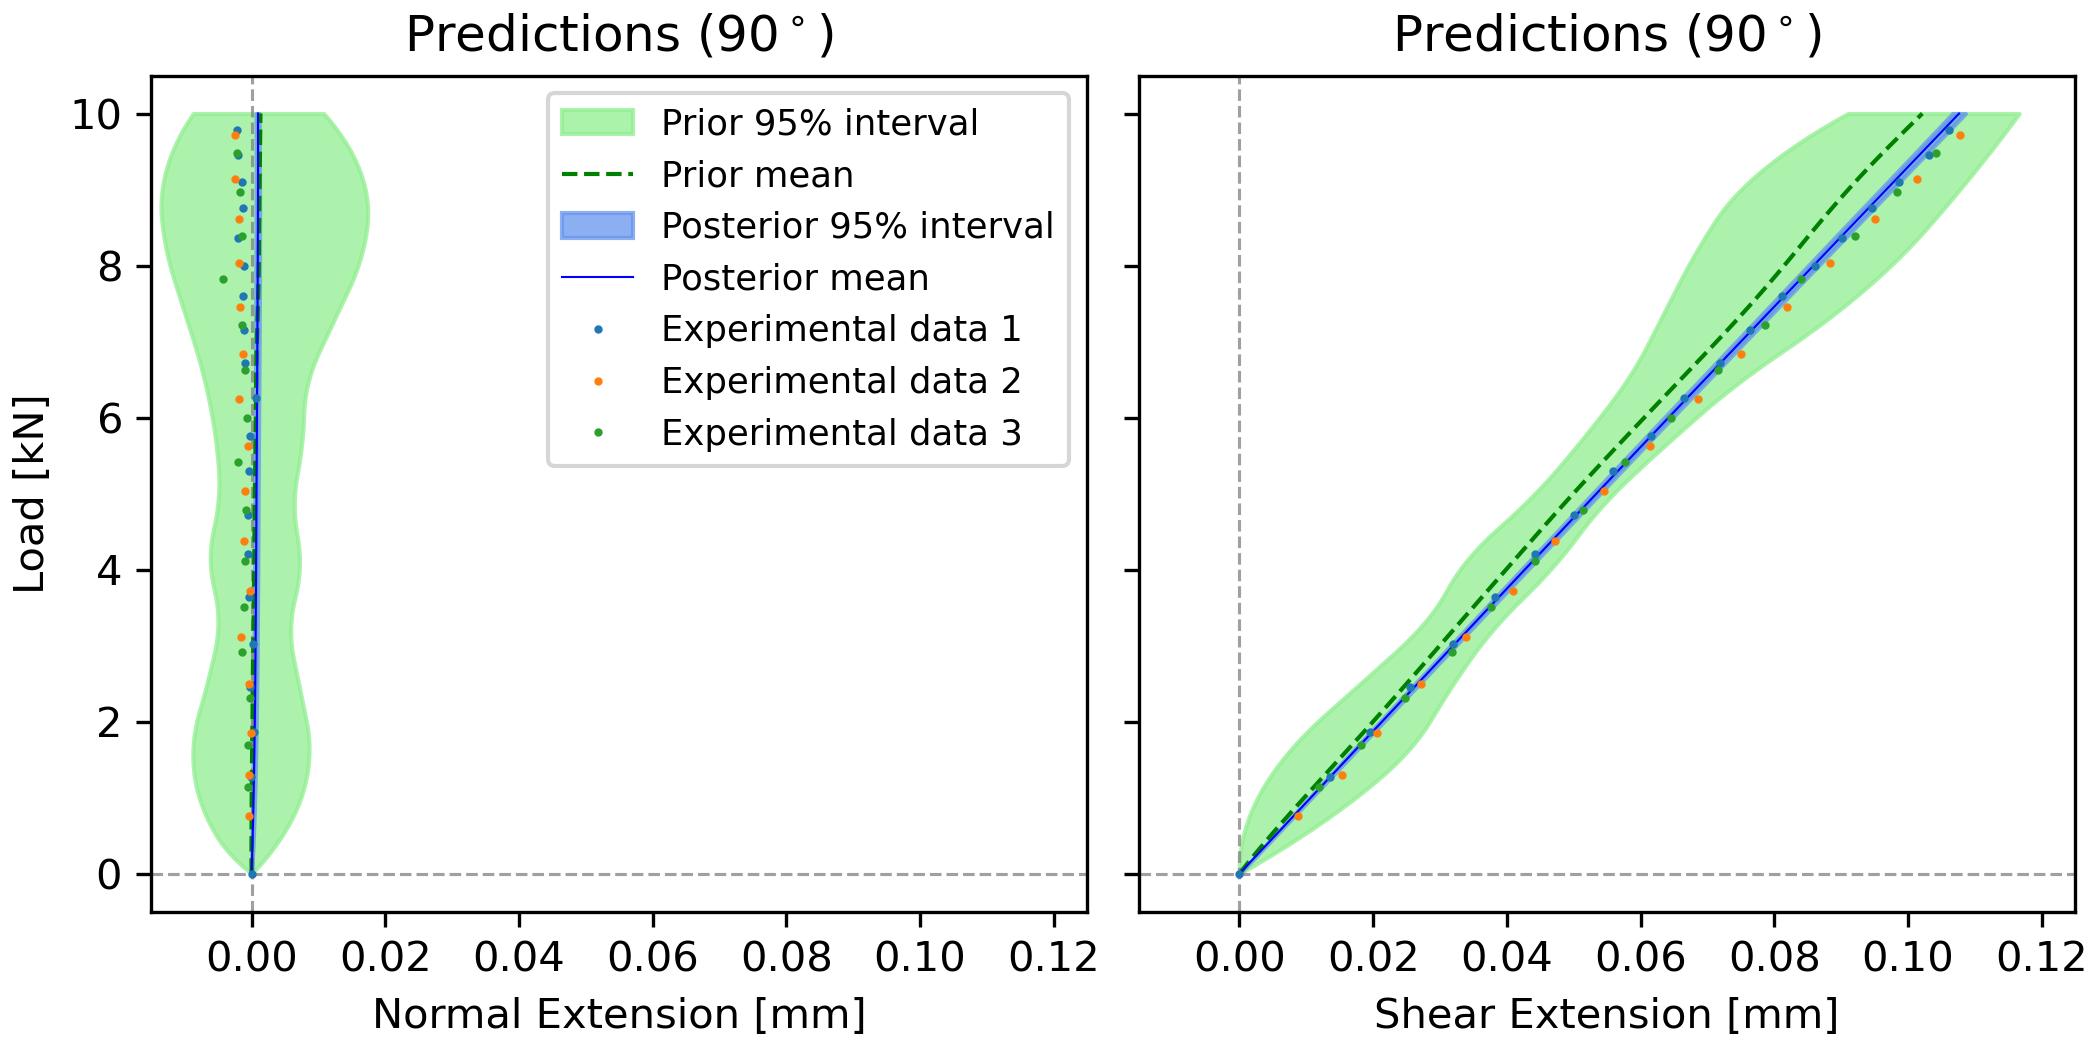 Predictions (90°)
Predictions (90°)
Prior 95% interval
Prior mean
Posterior 95% interval
Posterior mean
Experimental data 1
Experimental data 2
Experimental data 3
Load [kN]
10
8
6
4
2
0
0.00 0.02 0.04 0.06 0.08 0.10 0.12
0.00 0.02 0.04 0.06 0.08 0.10 0.12
Normal Extension [mm]
Shear Extension [mm]